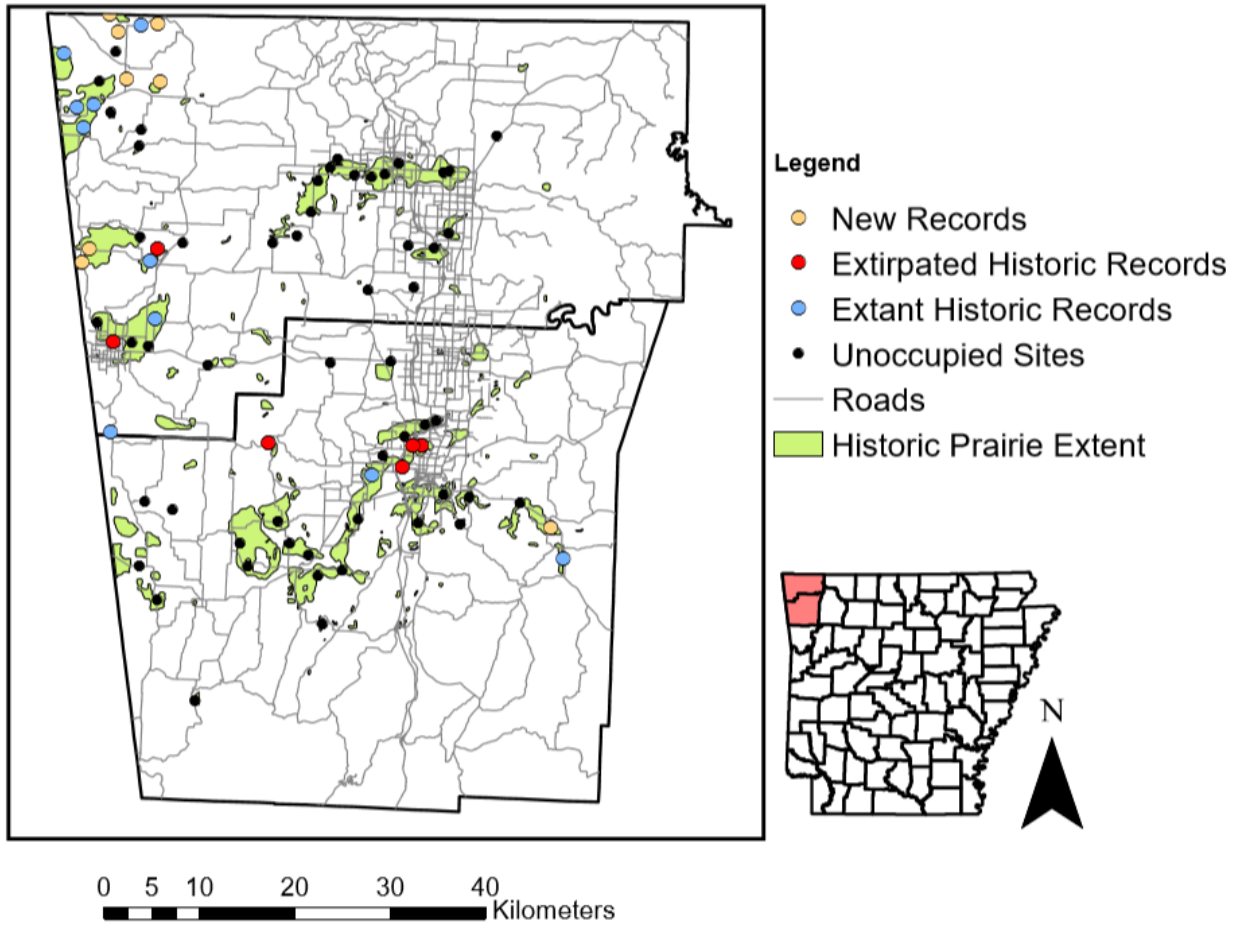 Legend
New Records
Extirpated Historic Records
Extant Historic Records
Unoccupied Sites
Roads
Historic Prairie Extent
N
0 5 10 20 30 40
Kilometers